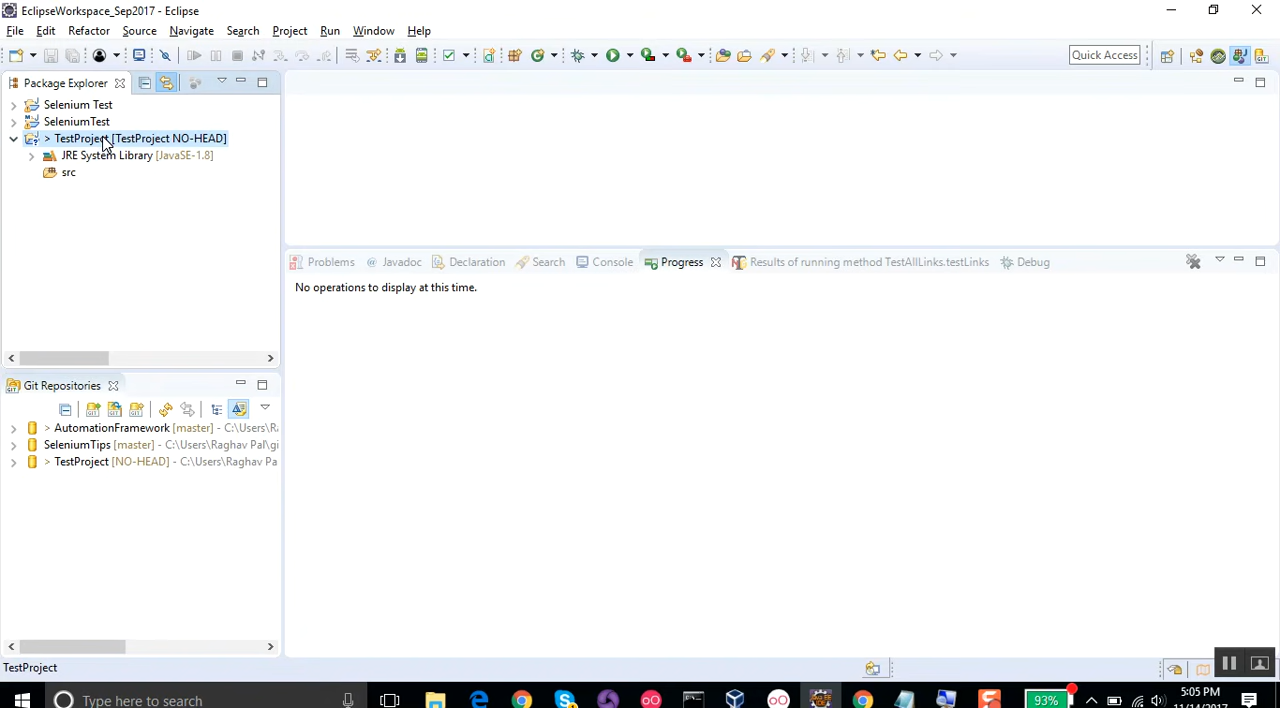 EclipseWorkspace_Sep2017 - Eclipse
File Edit Refactor Source Navigate Search Project Run Window Help
Quick Access
Package Explorer
Selenium Test
SeleniumTest
> TestProject [TestProject NO-HEAD]
JRE System Library [JavaSE-1.8]
src
Problems @ Javadoc Declaration Search Console Progress Results of running method TestAllLinks.testLinks Debug
No operations to display at this time.
Git Repositories
> AutomationFramework [master] - C:\Users\Ra
SeleniumTips [master] - C:\Users\Raghav Pal\gi
> TestProject [NO-HEAD] - C:\Users\Raghav Pa
TestProject
Type here to search
93%
5:05 PM
11/14/2017